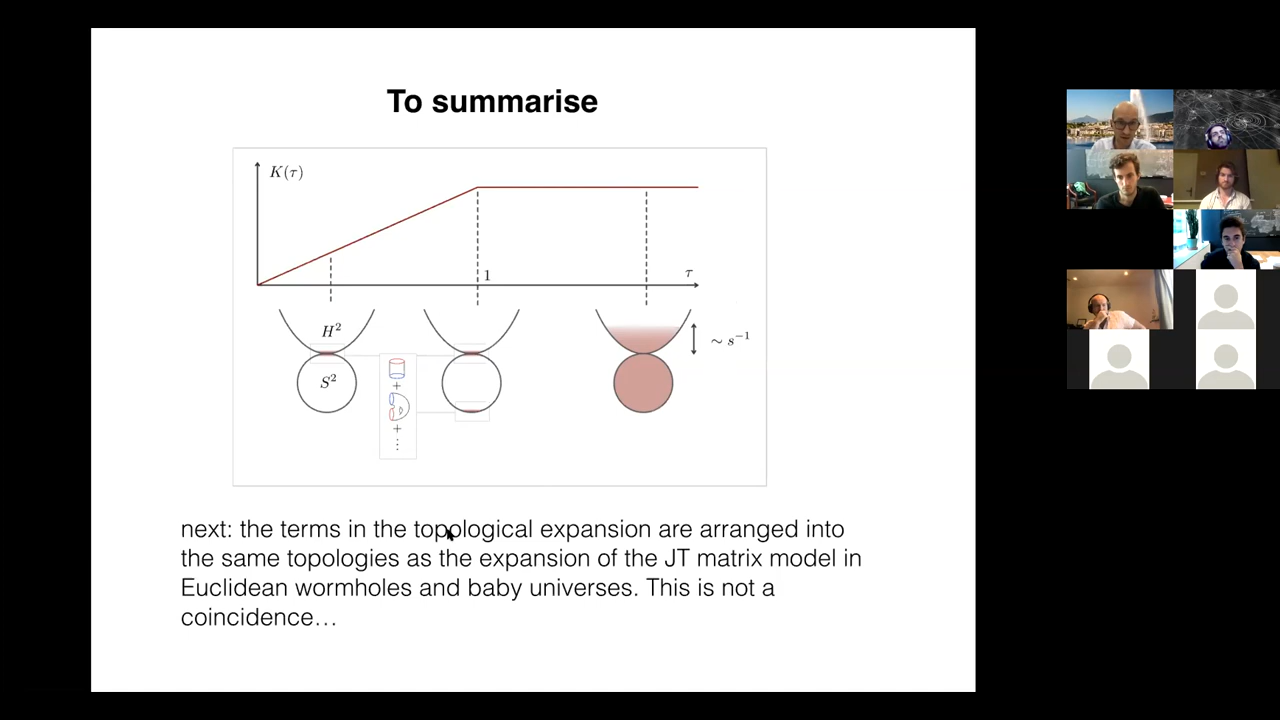 To summarise
K(τ)
1
τ
H²
S²
∼ s⁻¹
+
+
⋮
next: the terms in the topological expansion are arranged into
the same topologies as the expansion of the JT matrix model in
Euclidean wormholes and baby universes. This is not a
coincidence…